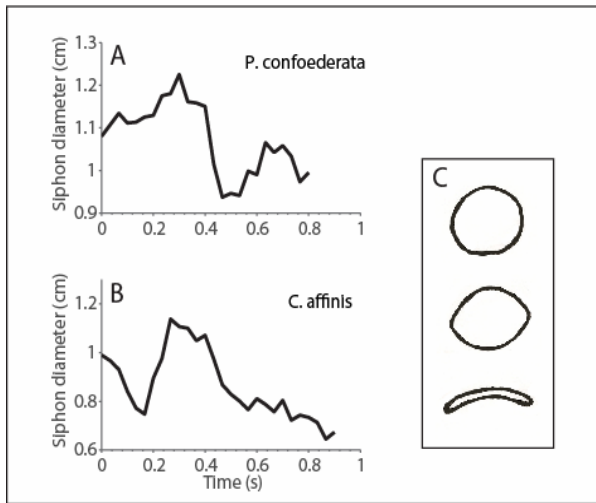 A
P. confoederata
Siphon diameter (cm)
1.3
1.2
1.1
1
0.9
0
0.2
0.4
0.6
0.8
1
B
C. affinis
Siphon diameter (cm)
1.2
1
0.8
0.6
0
0.2
0.4
0.6
0.8
1
Time (s)
C